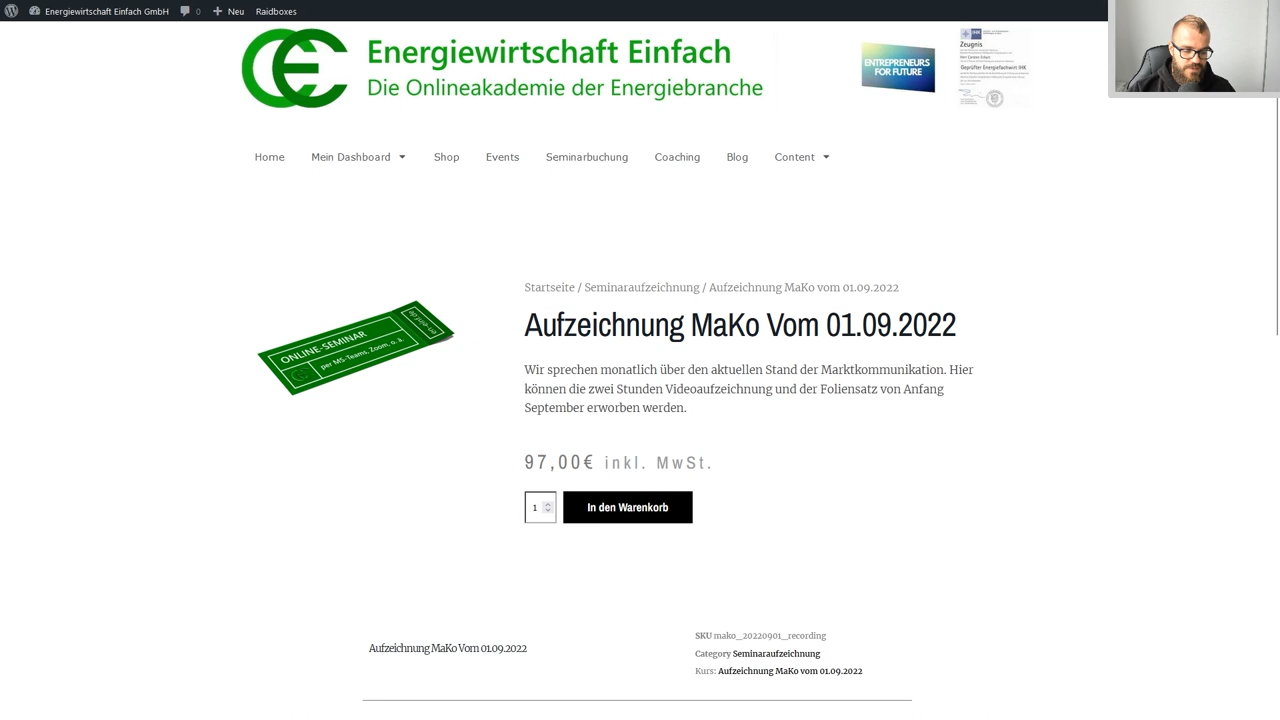 Energiewirtschaft Einfach GmbH 0 Neu Raidboxes
Energiewirtschaft Einfach
Die Onlineakademie der Energiebranche
ENTREPRENEURS
FOR FUTURE
IHK
Zeugnis
Geprüfter Energiefachwirt IHK
Home Mein Dashboard Shop Events Seminarbuchung Coaching Blog Content
Startseite / Seminaraufzeichnung / Aufzeichnung MaKo vom 01.09.2022
Aufzeichnung MaKo Vom 01.09.2022
ONLINE-SEMINAR
per MS-Teams, Zoom, o. ä.
en-einf.de
Wir sprechen monatlich über den aktuellen Stand der Marktkommunikation. Hier
können die zwei Stunden Videoaufzeichnung und der Foliensatz von Anfang
September erworben werden.
97,00€ inkl. MwSt.
1 In den Warenkorb
Aufzeichnung MaKo Vom 01.09.2022
SKU mako_20220901_recording
Category Seminaraufzeichnung
Kurs: Aufzeichnung MaKo vom 01.09.2022